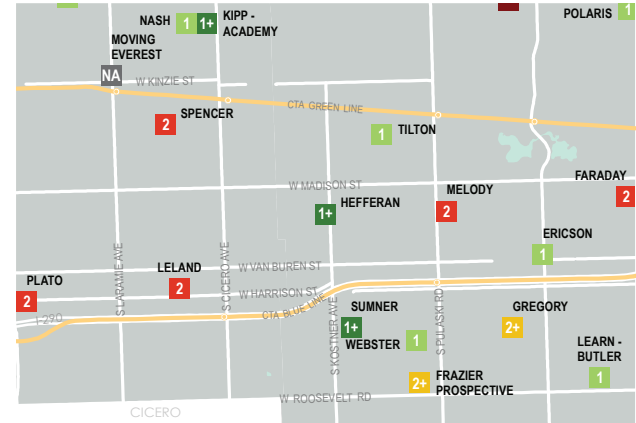 NASH
1
1+
KIPP -
ACADEMY
POLARIS
1
MOVING
EVEREST
NA
W KINZIE ST
CTA GREEN LINE
2
SPENCER
1
TILTON
W MADISON ST
FARADAY
2
1+
HEFFERAN
MELODY
2
ERICSON
1
S LARAMIE AVE
S CICERO AVE
W VAN BUREN ST
LELAND
2
PLATO
2
W HARRISON ST
I-290
CTA BLUE LINE
S KOSTNER AVE
S PULASKI RD
SUMNER
1+
WEBSTER
1
GREGORY
2+
LEARN -
BUTLER
1
2+
FRAZIER
PROSPECTIVE
W ROOSEVELT RD
CICERO